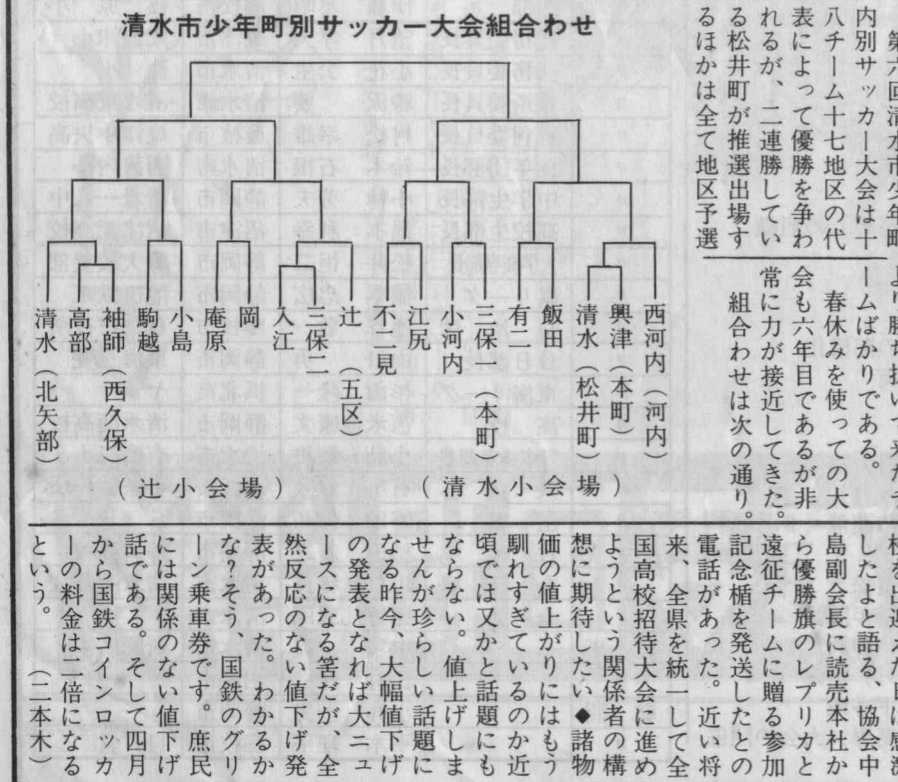 第六回清水市少年町
内別サッカー大会は十
八チーム十七地区の代
表によって優勝を争わ
れるが、二連勝してい
る松井町が推選出場す
るほかは全て地区予選
ームばかりである。
春休みを使っての大
会も六年目であるが非
常に力が接近してきた。
組合わせは次の通り。
清水市少年町別サッカー大会組合わせ
西河内（河内）
興津（本町）
清水（松井町）
飯田
有二
三保（本町）
小河内
江尻
不二見
辻（五区）
三保二
入江
岡
庵原
小島
駒越
袖師（西久保）
高部
清水（北矢部）
（清水小会場）
（辻小会場）
したよと語る、協会中
島副会長に読売本社か
ら優勝旗のレプリカと
遠征チームに贈る参加
記念楯を発送したとの
電話があった。近い将
来、全県を統一して全
国高校招待大会に進め
ようという関係者の構
想に期待したい◆諸物
価の値上がりにはもう
馴れすぎているのか近
頃では又かと話題にも
ならない。値上げしま
せんが珍らしい話題に
なる昨今、大幅値下げ
の発表となれば大ニュ
ースになる筈だが、全
然反応のない値下げ発
表があった。わかるか
な？そう、国鉄のグリ
ーン乗車券です。庶民
には関係のない値下げ
話である。そして四月
から国鉄コインロッカ
ーの料金は二倍になる
という。（二本木）